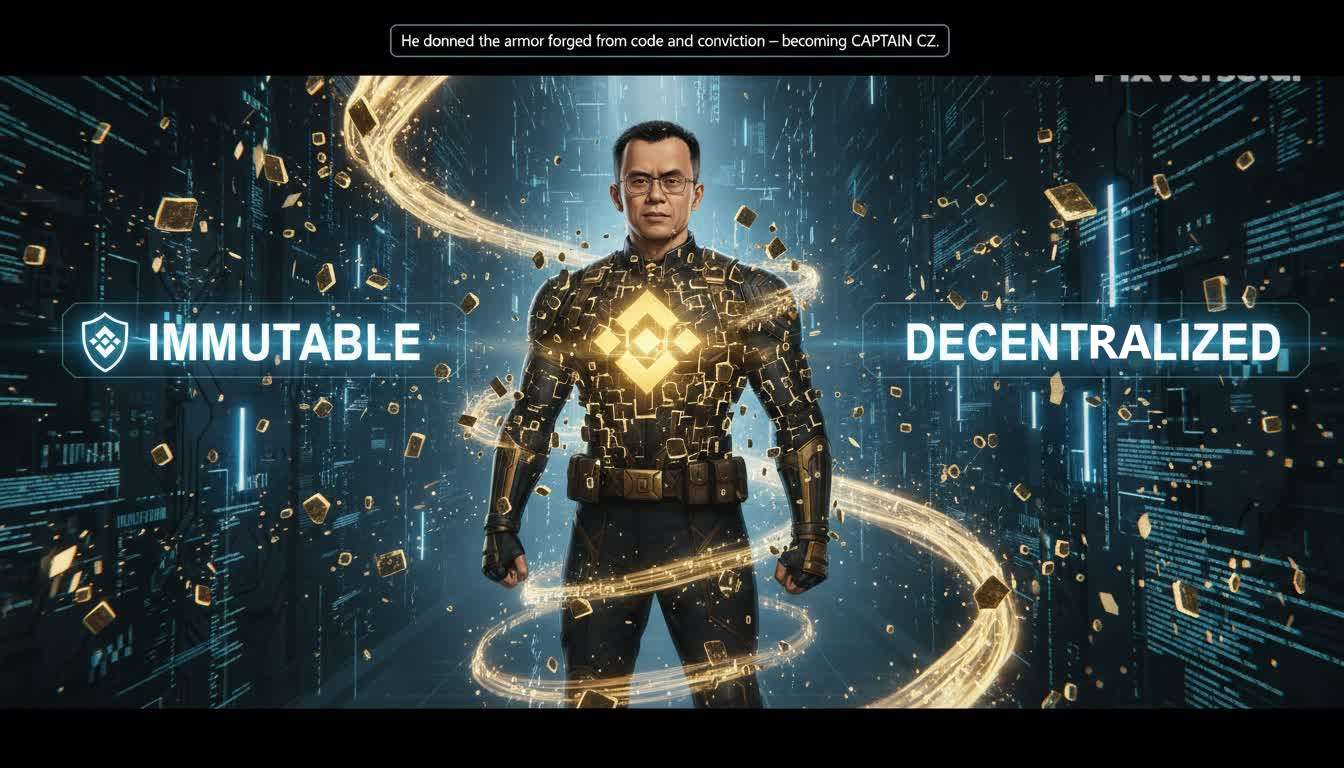 He donned the armor forged from code and conviction – becoming CAPTAIN CZ.
IMMUTABLE
DECENTRALIZED